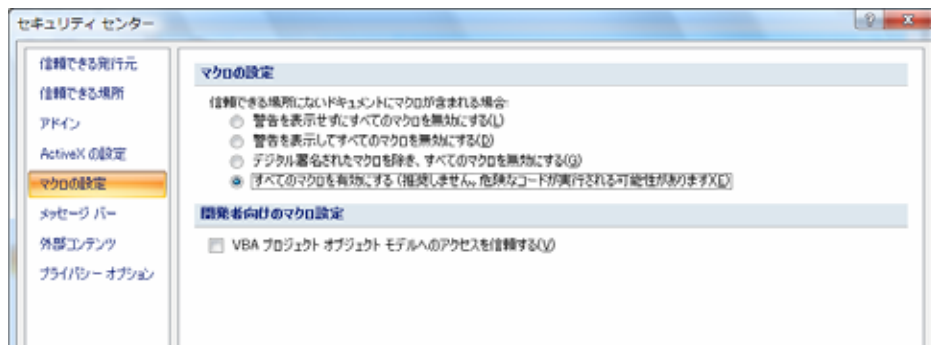 セキュリティ センター
信頼できる発行元
信頼できる場所
アドイン
ActiveX の設定
マクロの設定
メッセージ バー
外部コンテンツ
プライバシー オプション
マクロの設定
信頼できる場所にないドキュメントにマクロが含まれる場合:
警告を表示せずにすべてのマクロを無効にする(L)
警告を表示してすべてのマクロを無効にする(D)
デジタル署名されたマクロを除き、すべてのマクロを無効にする(G)
すべてのマクロを有効にする (推奨しません。危険なコードが実行される可能性があります)(E)
開発者向けのマクロ設定
VBA プロジェクト オブジェクト モデルへのアクセスを信頼する(V)